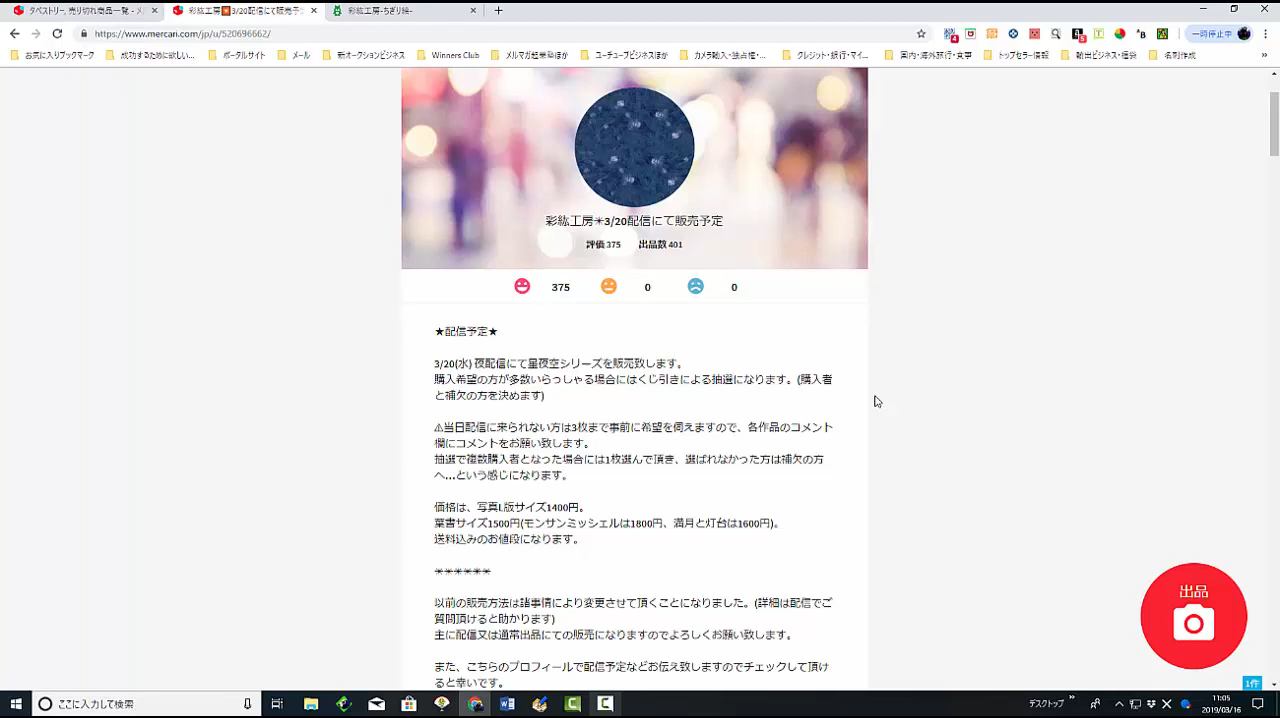 タペストリー, 売り切れ商品一覧 - メ
彩紘工房💥3/20配信にて販売予定
彩紘工房-ちぎり絵-
https://www.mercari.com/jp/u/520696662/
一時停止中
お気に入りブックマーク
成功するために欲しい...
ポータルサイト
メール
新オークションビジネス
Winners Club
メルマガ起業塾ほか
ユーチューブビジネスほか
カメラ輸入・独占権・...
クレジット・銀行・マイ...
国内・海外旅行・食事
トップセラー情報
輸出ビジネス・福袋
名刺作成
彩紘工房✴3/20配信にて販売予定
評価 375 出品数 401
375 0 0
★配信予定★
3/20(水) 夜配信にて星夜空シリーズを販売致します。
購入希望の方が多数いらっしゃる場合にはくじ引きによる抽選になります。(購入者
と補欠の方を決めます)
⚠当日配信に来られない方は3枚まで事前に希望を伺えますので、各作品のコメント
欄にコメントをお願い致します。
抽選で複数購入者となった場合には1枚選んで頂き、選ばれなかった方は補欠の方
へ…という感じになります。
価格は、写真L版サイズ1400円。
葉書サイズ1500円(モンサンミッシェルは1800円、満月と灯台は1600円)。
送料込みのお値段になります。
✳✳✳✳✳✳
以前の販売方法は諸事情により変更させて頂くことになりました。(詳細は配信でご
質問頂けると助かります)
主に配信又は通常出品にての販売になりますのでよろしくお願い致します。
また、こちらのプロフィールで配信予定などお伝え致しますのでチェックして頂け
ると幸いです。
出品
1件
ここに入力して検索
デスクトップ
11:05
2019/03/16